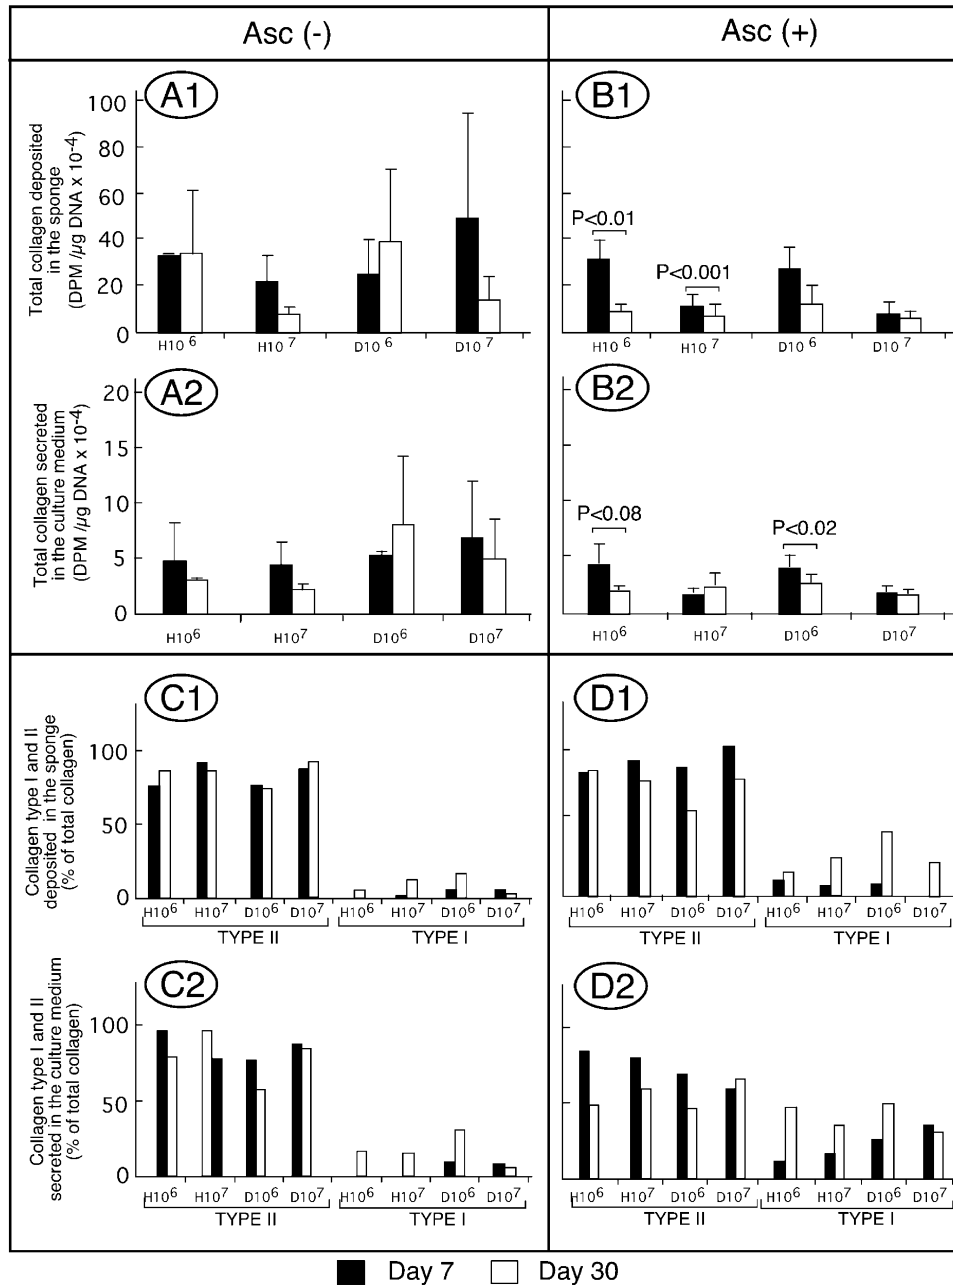 Asc (-)
Asc (+)
A1
B1
Total collagen deposited
in the sponge
(DPM /µg DNA x 10-4)
100
80
60
40
20
0
H10 6
H10 7
D10 6
D10 7
P<0.01
P<0.001
H10 6
H10 7
D10 6
D10 7
A2
B2
Total collagen secreted
in the culture medium
(DPM /µg DNA x 10-4)
20
15
10
5
0
H106
H107
D106
D107
P<0.08
P<0.02
H106
H107
D106
D107
C1
D1
Collagen type I and II
deposited in the sponge
(% of total collagen)
100
50
0
H106 H107 D106 D107 H106 H107 D106 D107
TYPE II TYPE I
H106 H107 D106 D107 H106 H107 D106 D107
TYPE II TYPE I
C2
D2
Collagen type I and II
secreted in the culture medium
(% of total collagen)
100
50
0
H106 H107 D106 D107 H106 H107 D106 D107
TYPE II TYPE I
H106 H107 D106 D107 H106 H107 D106 D107
TYPE II TYPE I
Day 7 Day 30